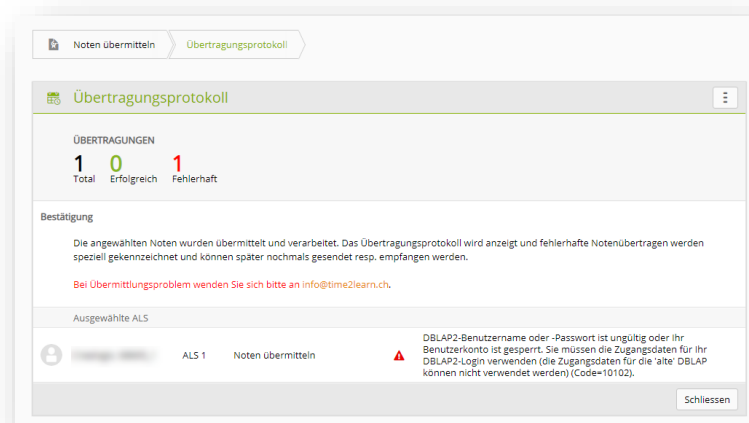 Noten übermitteln
Übertragungsprotokoll
Übertragungsprotokoll
ÜBERTRAGUNGEN
1 0 1
Total Erfolgreich Fehlerhaft
Bestätigung
Die angewählten Noten wurden übermittelt und verarbeitet. Das Übertragungsprotokoll wird anzeigt und fehlerhafte Notenübertragen werden
speziell gekennzeichnet und können später nochmals gesendet resp. empfangen werden.
Bei Übermittlungsproblem wenden Sie sich bitte an info@time2learn.ch.
Ausgewählte ALS
ALS 1 Noten übermitteln
DBLAP2-Benutzername oder -Passwort ist ungültig oder Ihr
Benutzerkonto ist gesperrt. Sie müssen die Zugangsdaten für Ihr
DBLAP2-Login verwenden (die Zugangsdaten für die 'alte' DBLAP
können nicht verwendet werden) (Code=10102).
Schliessen